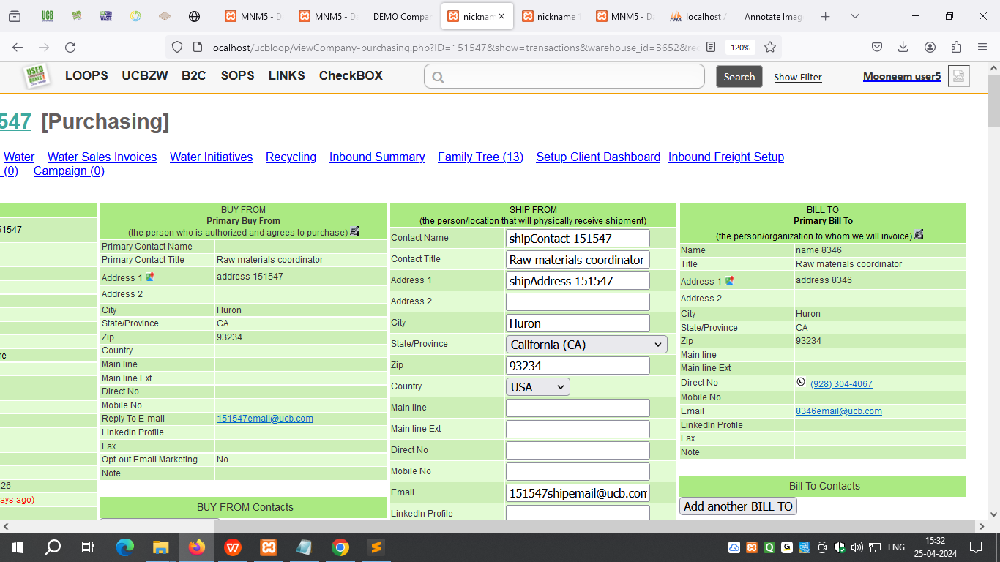 MNM5 - Da
MNM5 - Da
DEMO Compan
nickname
nickname
MNM5 - Da
localhost /
Annotate Imag
localhost/ucbloop/viewCompany-purchasing.php?ID=151547&show=transactions&warehouse_id=3652&rec
120%
LOOPS UCBZW B2C SOPS LINKS CheckBOX
Search
Show Filter
Mooneem user5
547 [Purchasing]
Water Water Sales Invoices Water Initiatives Recycling Inbound Summary Family Tree (13) Setup Client Dashboard Inbound Freight Setup
(0) Campaign (0)
51547
re
26
ays ago)
BUY FROM
Primary Buy From
(the person who is authorized and agrees to purchase)
Primary Contact Name
Primary Contact Title Raw materials coordinator
Address 1 address 151547
Address 2
City Huron
State/Province CA
Zip 93234
Country
Main line
Main line Ext
Direct No
Mobile No
Reply To E-mail 151547email@ucb.com
LinkedIn Profile
Fax
Opt-out Email Marketing No
Note
BUY FROM Contacts
SHIP FROM
(the person/location that will physically receive shipment)
Contact Name shipContact 151547
Contact Title Raw materials coordinator
Address 1 shipAddress 151547
Address 2
City Huron
State/Province California (CA)
Zip 93234
Country USA
Main line
Main line Ext
Direct No
Mobile No
Email 151547shipemail@ucb.com
LinkedIn Profile
BILL TO
Primary Bill To
(the person/organization to whom we will invoice)
Name name 8346
Title Raw materials coordinator
Address 1 address 8346
Address 2
City Huron
State/Province CA
Zip 93234
Main line
Main line Ext
Direct No (928) 304-4067
Mobile No
Email 8346email@ucb.com
LinkedIn Profile
Fax
Note
Bill To Contacts
Add another BILL TO
ENG
15:32
25-04-2024